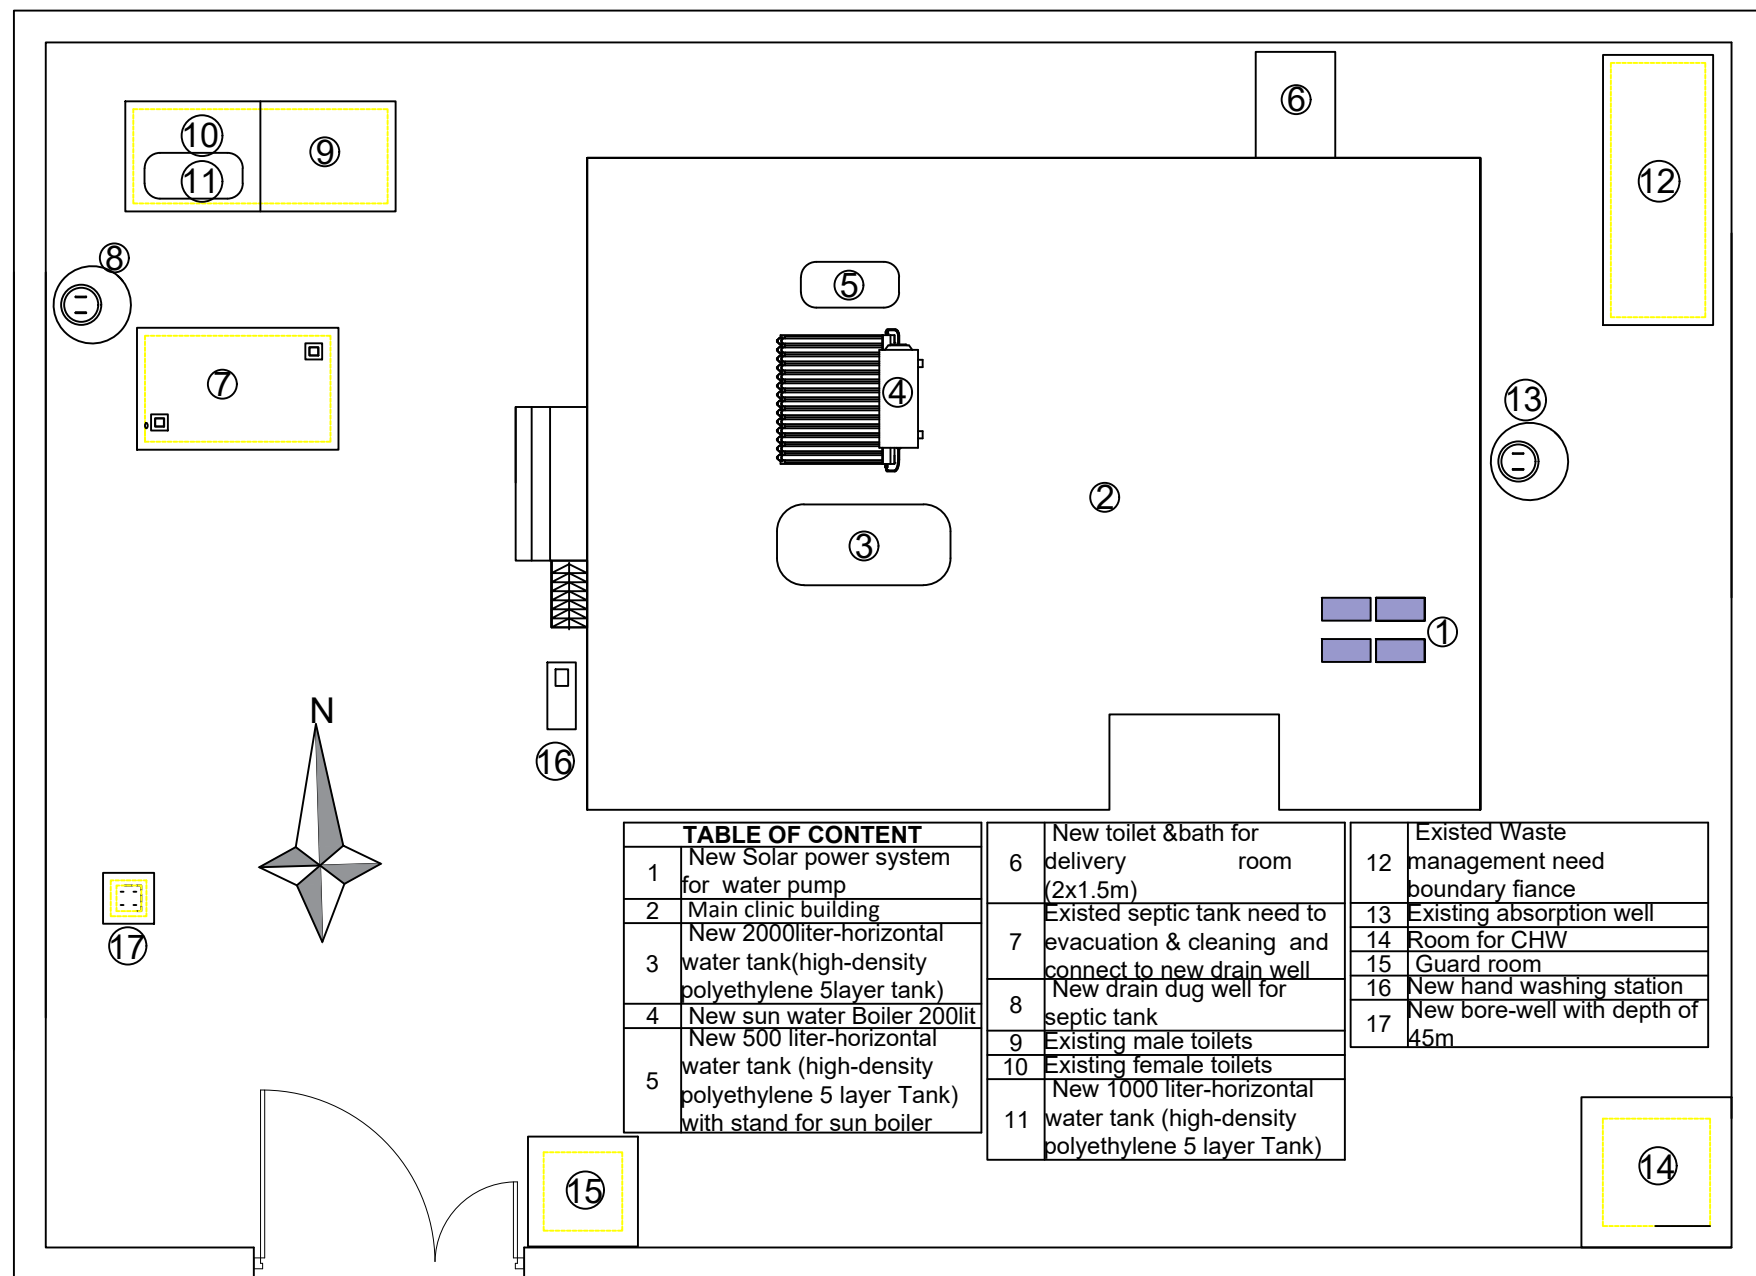 6
10
9
11
12
8
5
7
4
13
2
3
1
N
16
17
TABLE OF CONTENT
1 New Solar power system
for water pump
2 Main clinic building
3 New 2000liter-horizontal
water tank(high-density
polyethylene 5layer tank)
4 New sun water Boiler 200lit
5 New 500 liter-horizontal
water tank (high-density
polyethylene 5 layer Tank)
with stand for sun boiler
6 New toilet &bath for
delivery room
(2x1.5m)
7 Existed septic tank need to
evacuation & cleaning and
connect to new drain well
8 New drain dug well for
septic tank
9 Existing male toilets
10 Existing female toilets
11 New 1000 liter-horizontal
water tank (high-density
polyethylene 5 layer Tank)
12 Existed Waste
management need
boundary fiance
13 Existing absorption well
14 Room for CHW
15 Guard room
16 New hand washing station
17 New bore-well with depth of
45m
15
14